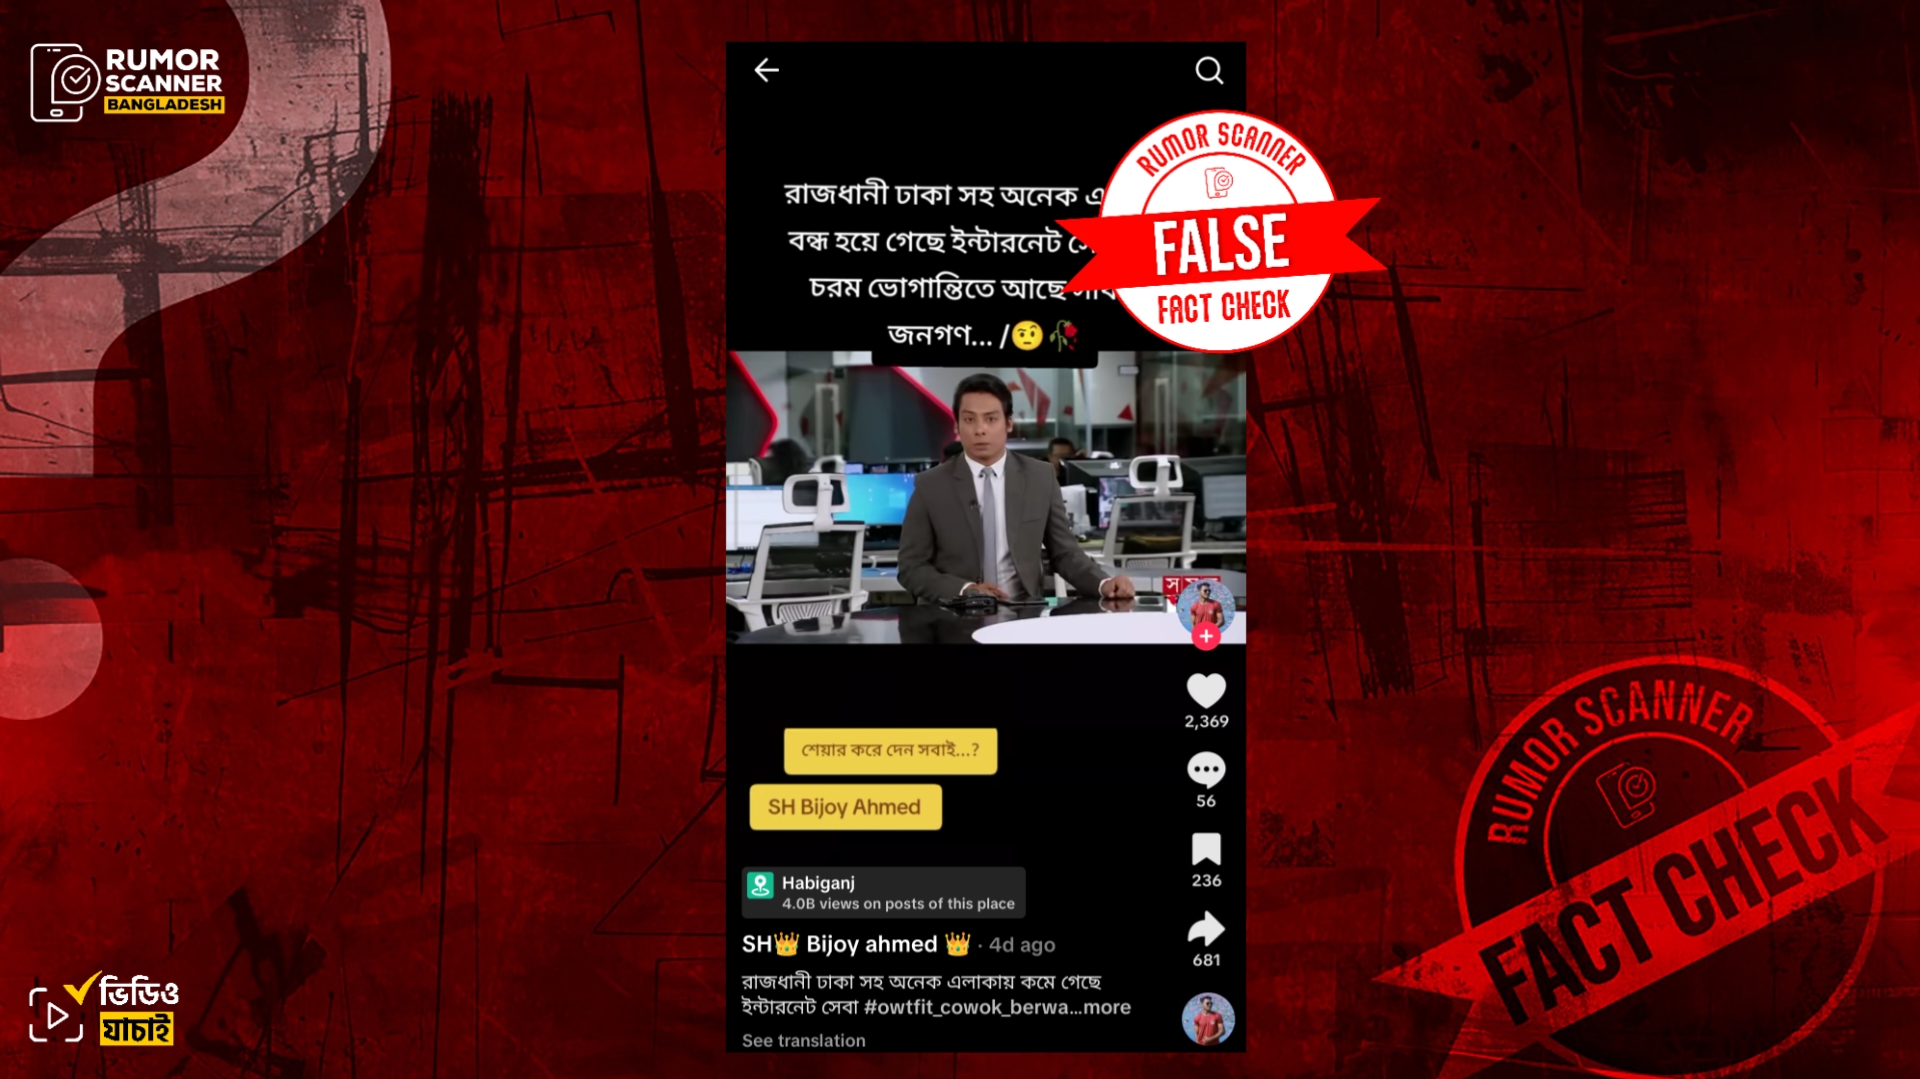 RUMOR
SCANNER
BANGLADESH
রাজধানী ঢাকা সহ অনেক
বন্ধ হয়ে গেছে ইন্টারনেট
চরম ভোগান্তিতে আছে
জনগণ... /🤨🥀
RUMOR SCANNER
FALSE
FACT CHECK
সময়
2,369
শেয়ার করে দেন সবাই...?
56
SH Bijoy Ahmed
236
Habiganj
4.0B views on posts of this place
SH👑 Bijoy ahmed 👑 · 4d ago
681
রাজধানী ঢাকা সহ অনেক এলাকায় কমে গেছে
ইন্টারনেট সেবা #owtfit_cowok_berwa...more
See translation
ভিডিও
যাচাই
RUMOR SCANNER
FACT CHECK